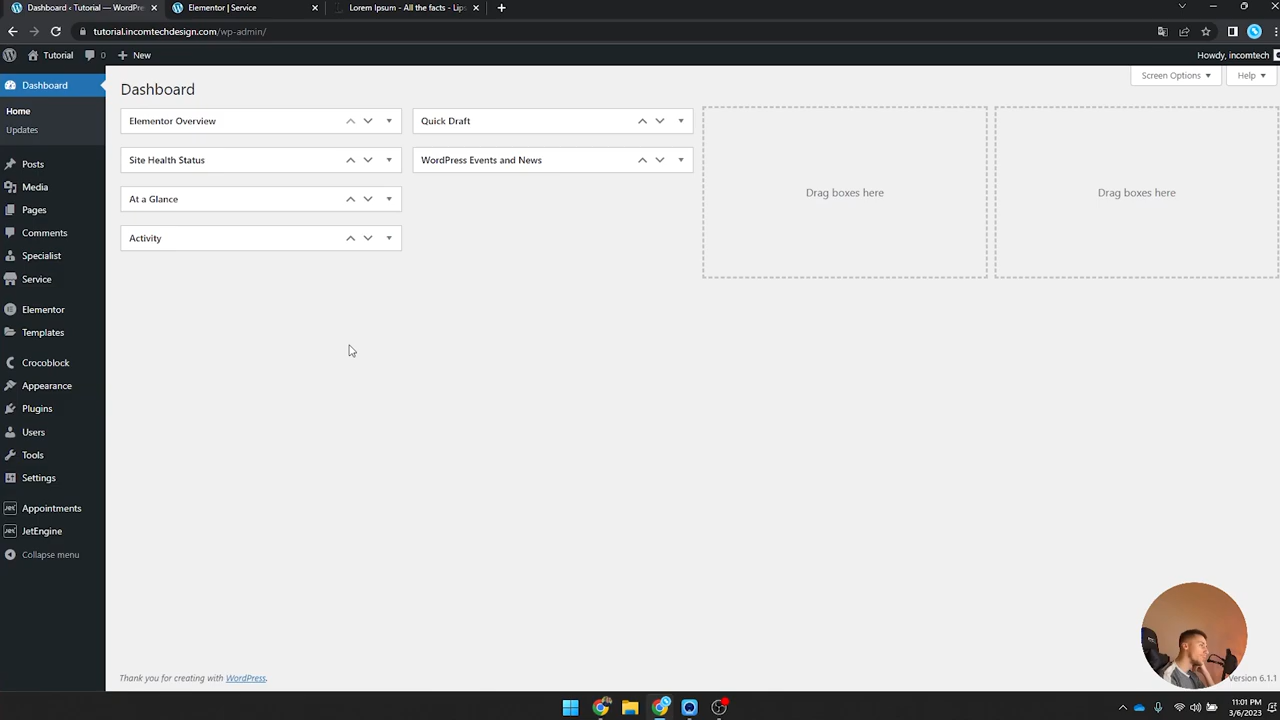 Dashboard ‹ Tutorial — WordPre
Elementor | Service
Lorem Ipsum - All the facts - Lips
tutorial.incomtechdesign.com/wp-admin/
Tutorial
0
New
Howdy, incomtech
Dashboard
Home
Updates
Posts
Media
Pages
Comments
Specialist
Service
Elementor
Templates
Crocoblock
Appearance
Plugins
Users
Tools
Settings
Appointments
JetEngine
Collapse menu
Screen Options
Help
Dashboard
Elementor Overview
Site Health Status
At a Glance
Activity
Quick Draft
WordPress Events and News
Drag boxes here
Drag boxes here
Thank you for creating with WordPress.
Version 6.1.1
11:01 PM
3/6/2023